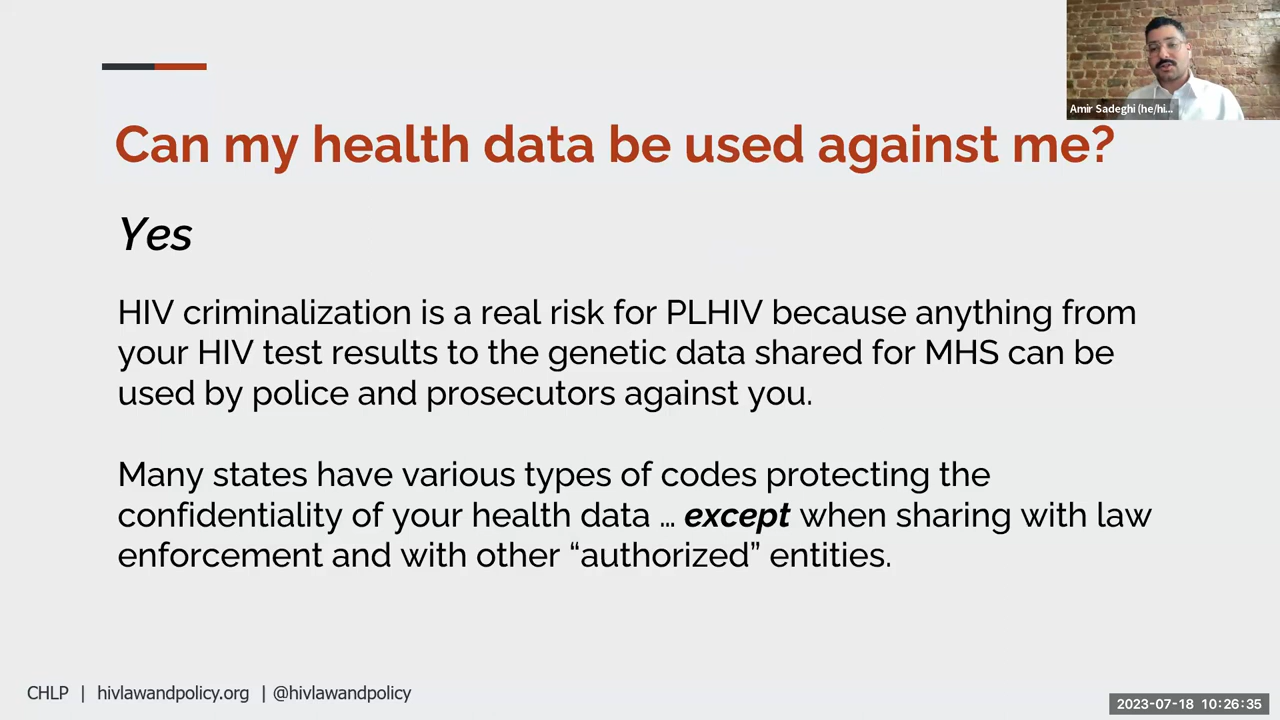 Amir Sadeghi (he/hi...
Can my health data be used against me?
Yes
HIV criminalization is a real risk for PLHIV because anything from
your HIV test results to the genetic data shared for MHS can be
used by police and prosecutors against you.
Many states have various types of codes protecting the
confidentiality of your health data ... except when sharing with law
enforcement and with other “authorized” entities.
CHLP | hivlawandpolicy.org | @hivlawandpolicy
2023-07-18 10:26:35